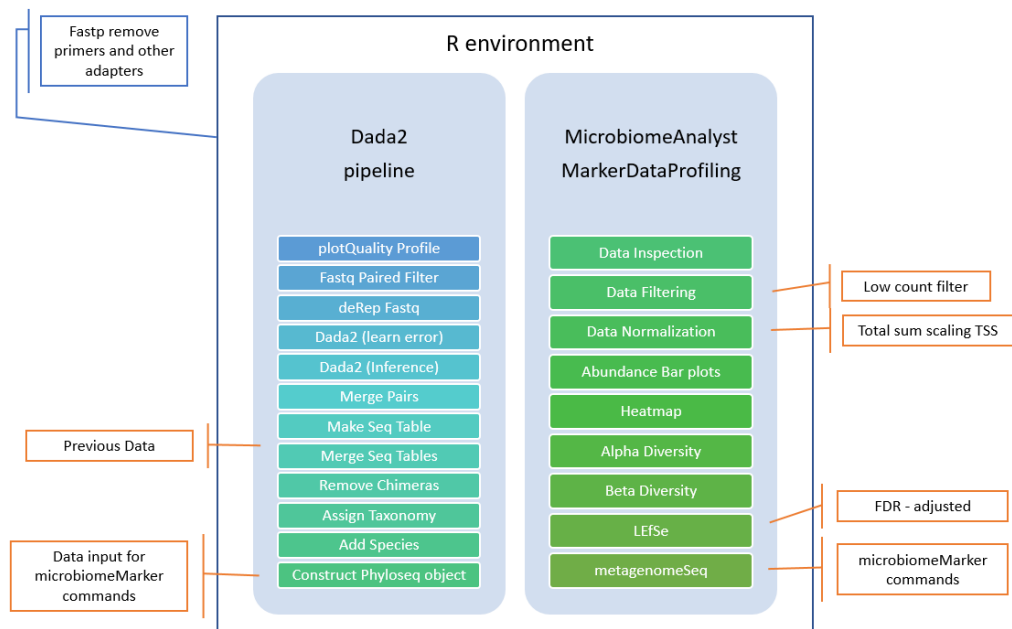 Fastp remove
primers and other
adapters
R environment
Dada2
pipeline
plotQuality Profile
Fastq Paired Filter
deRep Fastq
Dada2 (learn error)
Dada2 (Inference)
Merge Pairs
Make Seq Table
Merge Seq Tables
Remove Chimeras
Assign Taxonomy
Add Species
Construct Phyloseq object
Previous Data
Data input for
microbiomeMarker
commands
MicrobiomeAnalyst
MarkerDataProfiling
Data Inspection
Data Filtering
Data Normalization
Abundance Bar plots
Heatmap
Alpha Diversity
Beta Diversity
LEfSe
metagenomeSeq
Low count filter
Total sum scaling TSS
FDR - adjusted
microbiomeMarker
commands